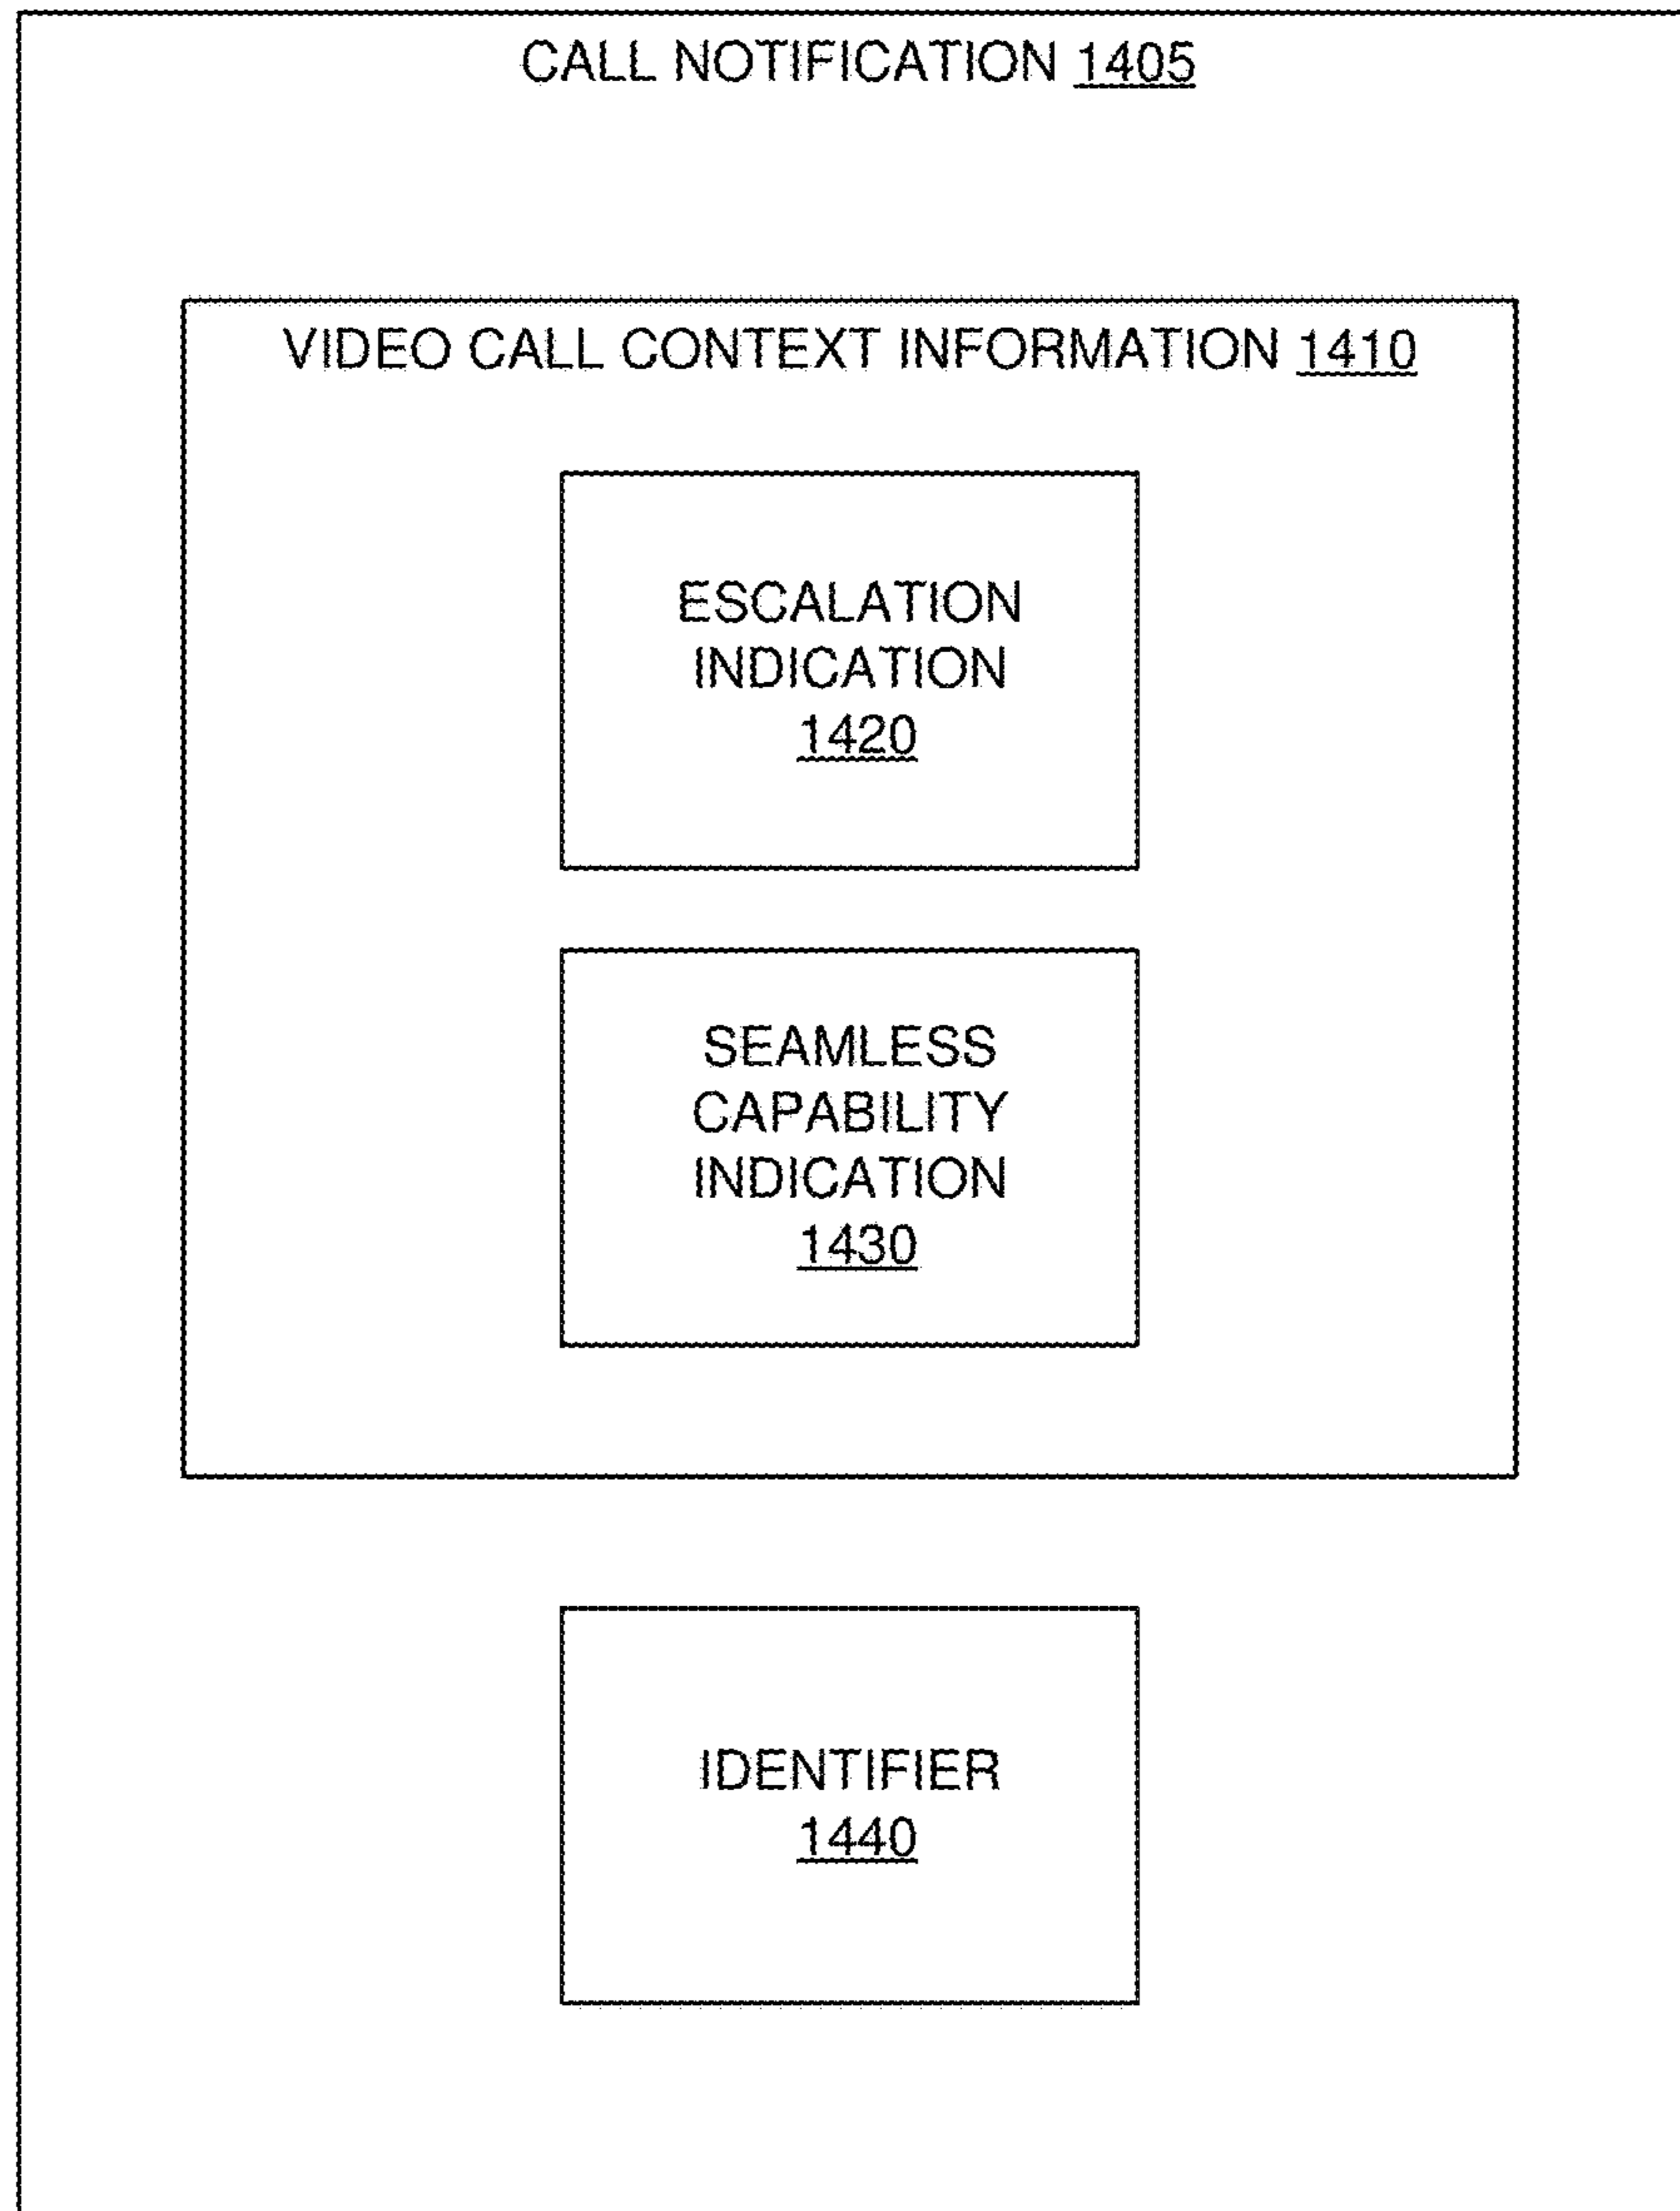 CALL NOTIFICATION 1405
VIDEO CALL CONTEXT INFORMATION 1410
ESCALATION
INDICATION
1420
SEAMLESS
CAPABILITY
INDICATION
1430
IDENTIFIER
1440